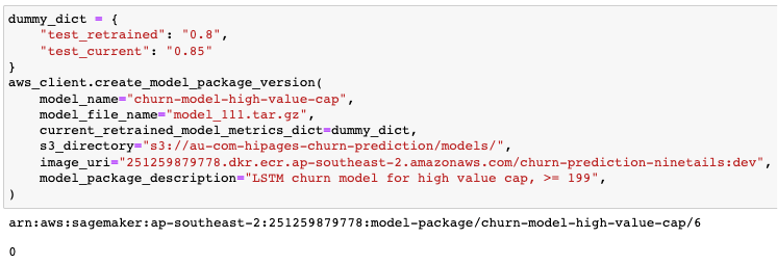 dummy_dict = {
    "test_retrained": "0.8",
    "test_current": "0.85"
}
aws_client.create_model_package_version(
    model_name="churn-model-high-value-cap",
    model_file_name="model_111.tar.gz",
    current_retrained_model_metrics_dict=dummy_dict,
    s3_directory="s3://au-com-hipages-churn-prediction/models/",
    image_uri="251259879778.dkr.ecr.ap-southeast-2.amazonaws.com/churn-prediction-ninetails:dev",
    model_package_description="LSTM churn model for high value cap, >= 199",
)
arn:aws:sagemaker:ap-southeast-2:251259879778:model-package/churn-model-high-value-cap/6
0